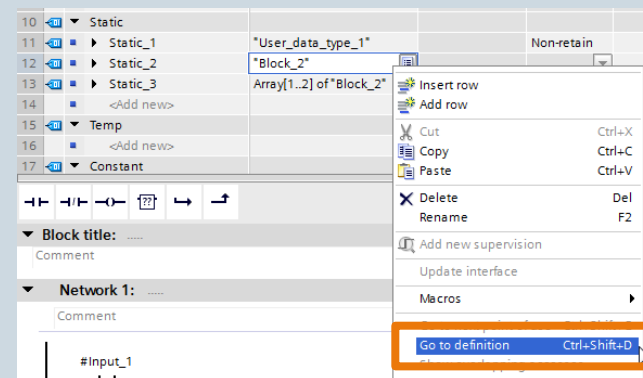 10 Static
11 Static_1 "User_data_type_1" Non-retain
12 Static_2 "Block_2"
13 Static_3 Array[1..2] of "Block_2"
14 <Add new>
15 Temp
16 <Add new>
17 Constant
Insert row
Add row
Cut Ctrl+X
Copy Ctrl+C
Paste Ctrl+V
Delete Del
Rename F2
Add new supervision
Update interface
Macros
Go to definition Ctrl+Shift+D
??
Block title: .....
Comment
Network 1: .....
Comment
#Input_1